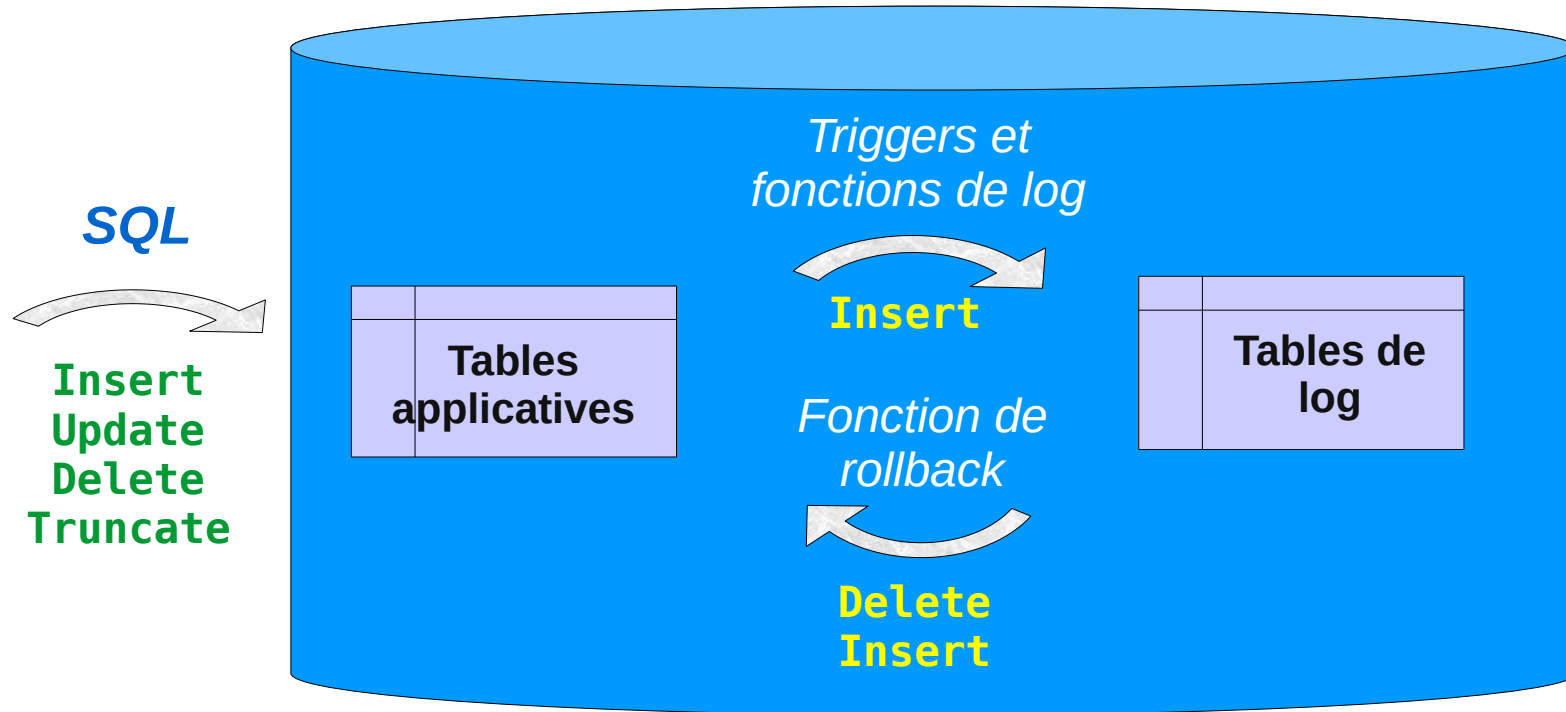 SQL
Insert
Update
Delete
Truncate
Tables
applicatives
Triggers et
fonctions de log
Insert
Fonction de
rollback
Delete
Insert
Tables de
log